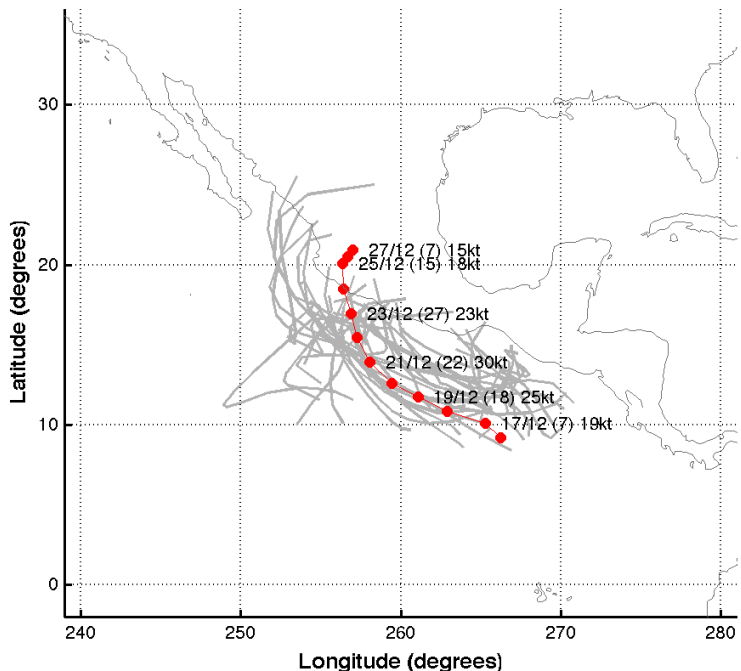 30
20
10
0
Latitude (degrees)
27/12 (7) 15kt
25/12 (15) 18kt
23/12 (27) 23kt
21/12 (22) 30kt
19/12 (18) 25kt
17/12 (7) 19kt
240 250 260 270 280
Longitude (degrees)